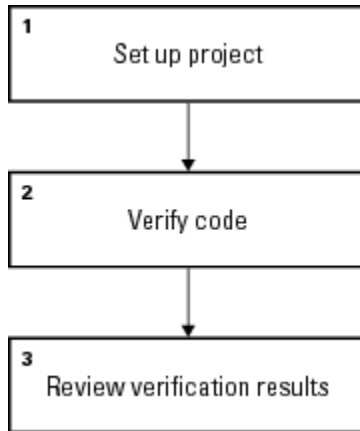 1
Set up project
2
Verify code
3
Review verification results